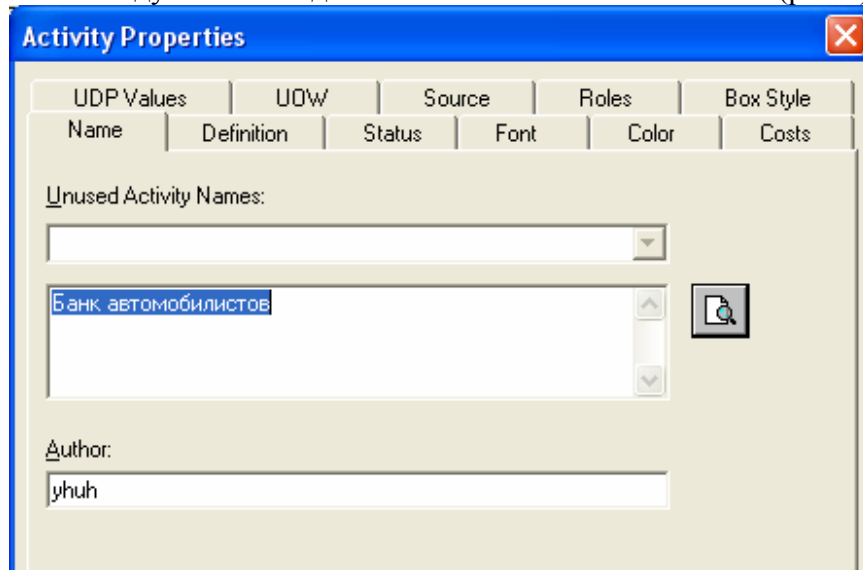 Activity Properties
UDP Values UOW Source Roles Box Style
Name Definition Status Font Color Costs
Unused Activity Names:
Банк автомобилистов
Author:
yhuh